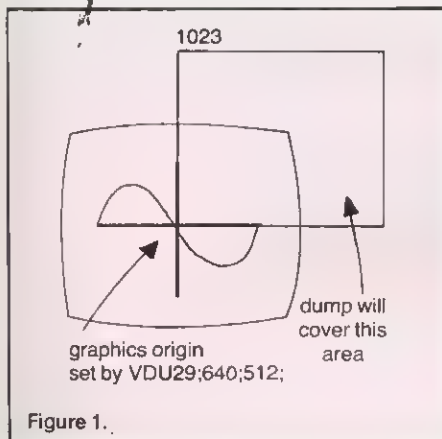 1023
graphics origin
set by VDU29;640;512;
dump will
cover this
area
Figure 1.